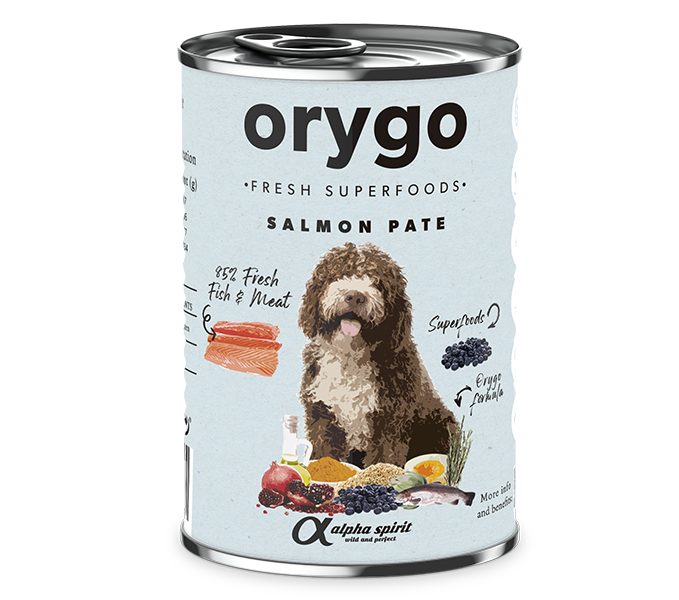 orygo
•FRESH SUPERFOODS•
SALMON PATE
85% Fresh
Fish & Meat
Superfoods
Orygo
formula
More info
and benefits:
alpha spirit
wild and perfect